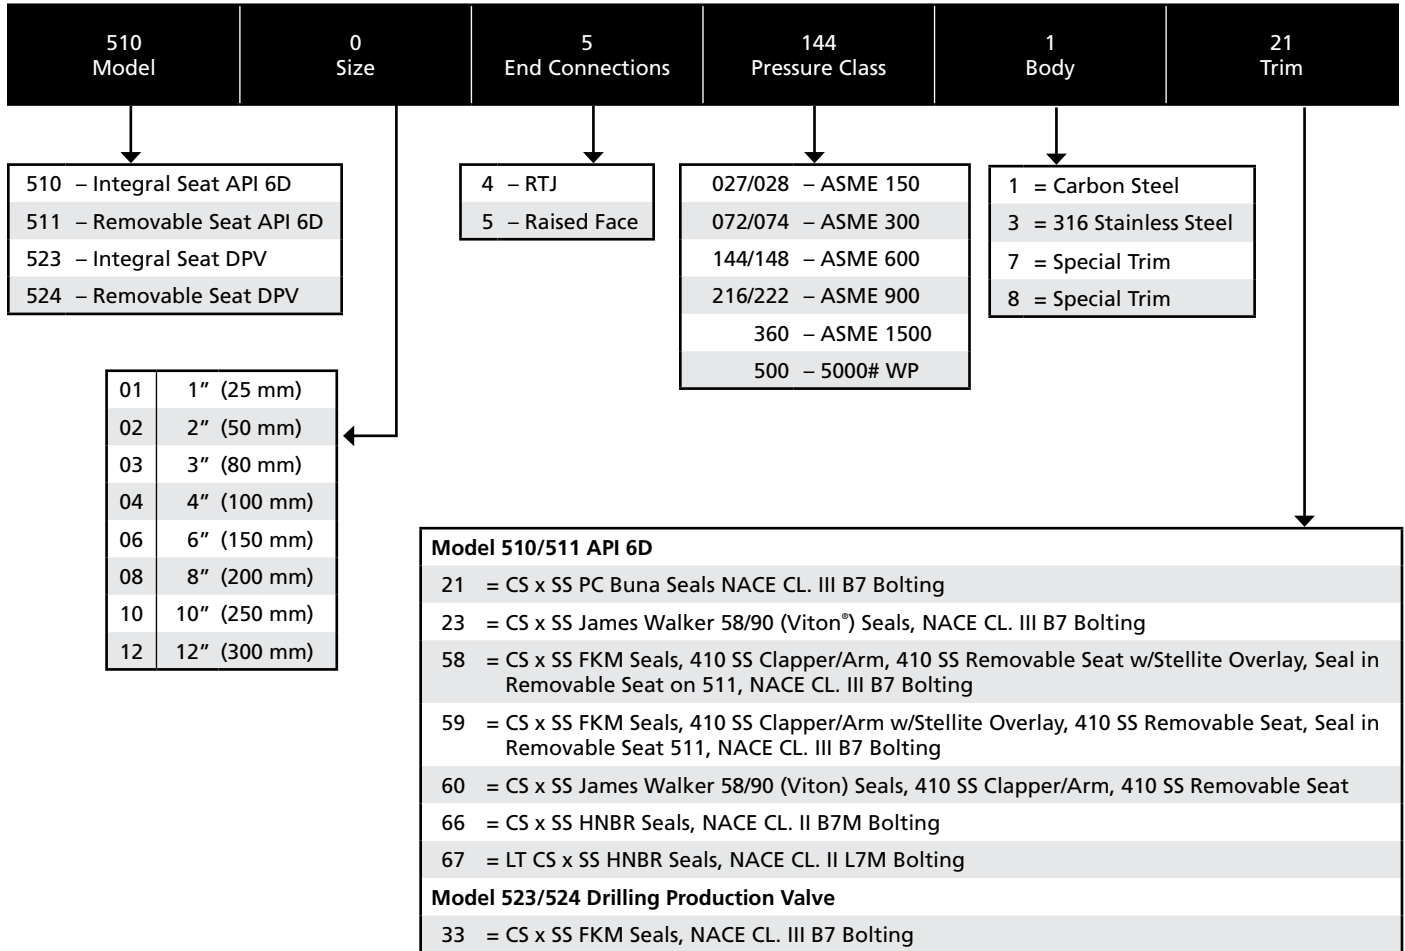 510 0 5 144 1 21
Model Size End Connections Pressure Class Body Trim
510 – Integral Seat API 6D
511 – Removable Seat API 6D
523 – Integral Seat DPV
524 – Removable Seat DPV
4 – RTJ
5 – Raised Face
027/028 – ASME 150
072/074 – ASME 300
144/148 – ASME 600
216/222 – ASME 900
360 – ASME 1500
500 – 5000# WP
1 = Carbon Steel
3 = 316 Stainless Steel
7 = Special Trim
8 = Special Trim
01 1” (25 mm)
02 2” (50 mm)
03 3” (80 mm)
04 4” (100 mm)
06 6” (150 mm)
08 8” (200 mm)
10 10” (250 mm)
12 12” (300 mm)
Model 510/511 API 6D
21 = CS x SS PC Buna Seals NACE CL. III B7 Bolting
23 = CS x SS James Walker 58/90 (Viton®) Seals, NACE CL. III B7 Bolting
58 = CS x SS FKM Seals, 410 SS Clapper/Arm, 410 SS Removable Seat w/Stellite Overlay, Seal in
Removable Seat on 511, NACE CL. III B7 Bolting
59 = CS x SS FKM Seals, 410 SS Clapper/Arm w/Stellite Overlay, 410 SS Removable Seat, Seal in
Removable Seat 511, NACE CL. III B7 Bolting
60 = CS x SS James Walker 58/90 (Viton) Seals, 410 SS Clapper/Arm, 410 SS Removable Seat
66 = CS x SS HNBR Seals, NACE CL. II B7M Bolting
67 = LT CS x SS HNBR Seals, NACE CL. II L7M Bolting
Model 523/524 Drilling Production Valve
33 = CS x SS FKM Seals, NACE CL. III B7 Bolting